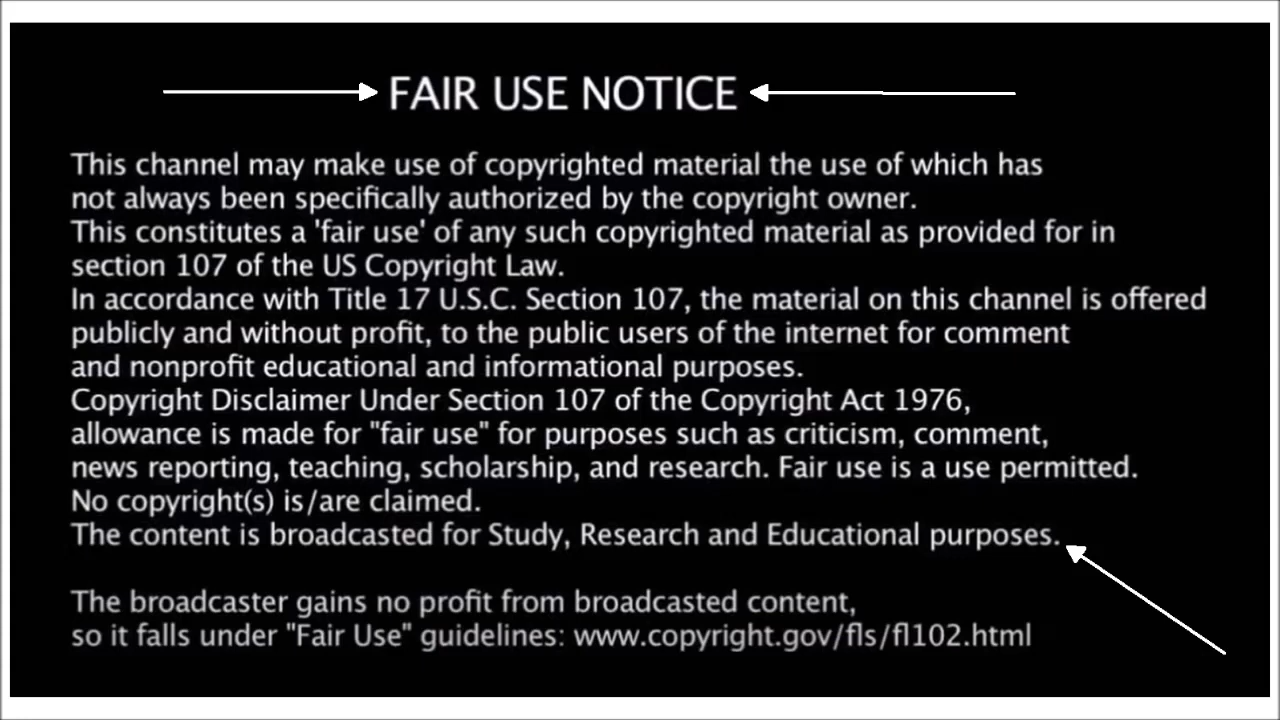 FAIR USE NOTICE
This channel may make use of copyrighted material the use of which has
not always been specifically authorized by the copyright owner.
This constitutes a 'fair use' of any such copyrighted material as provided for in
section 107 of the US Copyright Law.
In accordance with Title 17 U.S.C. Section 107, the material on this channel is offered
publicly and without profit, to the public users of the internet for comment
and nonprofit educational and informational purposes.
Copyright Disclaimer Under Section 107 of the Copyright Act 1976,
allowance is made for "fair use" for purposes such as criticism, comment,
news reporting, teaching, scholarship, and research. Fair use is a use permitted.
No copyright(s) is/are claimed.
The content is broadcasted for Study, Research and Educational purposes.
The broadcaster gains no profit from broadcasted content,
so it falls under "Fair Use" guidelines: www.copyright.gov/fls/fl102.html